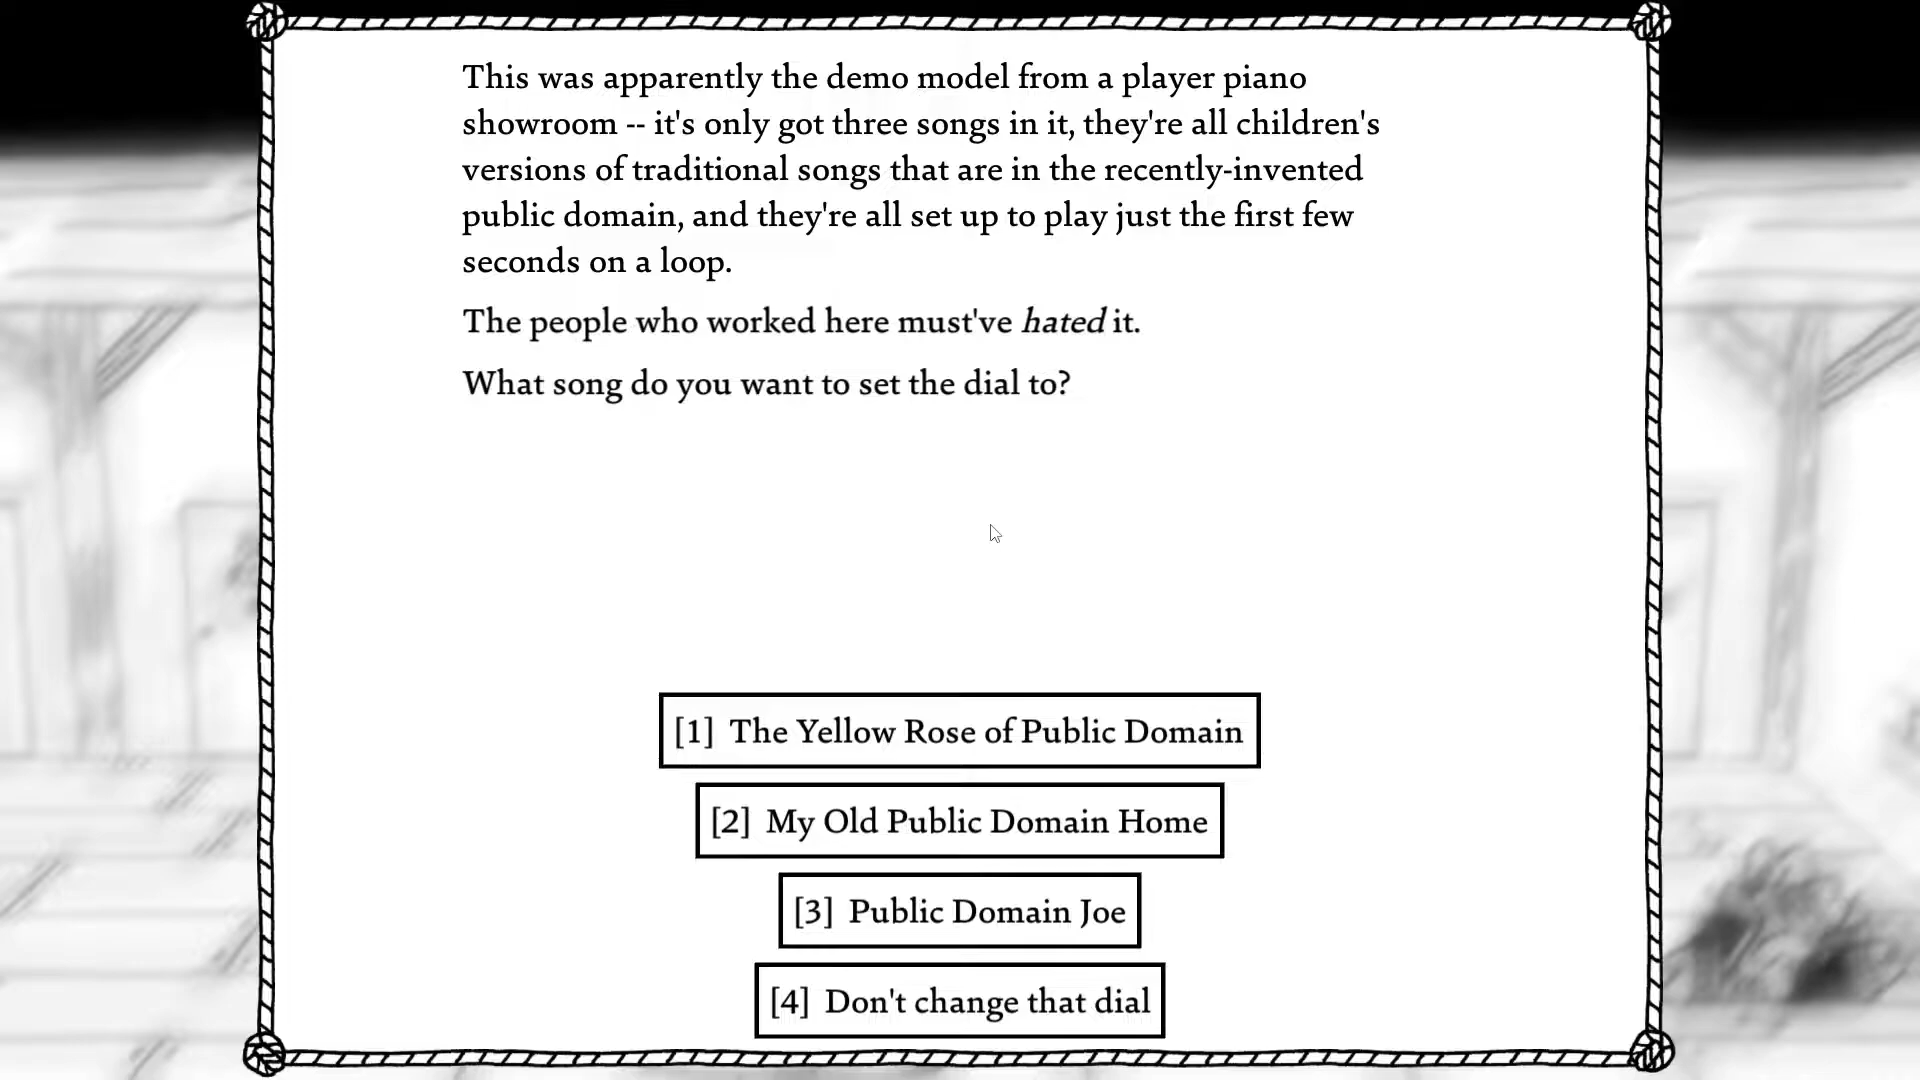 This was apparently the demo model from a player piano
showroom -- it's only got three songs in it, they're all children's
versions of traditional songs that are in the recently-invented
public domain, and they're all set up to play just the first few
seconds on a loop.
The people who worked here must've hated it.
What song do you want to set the dial to?
[1] The Yellow Rose of Public Domain
[2] My Old Public Domain Home
[3] Public Domain Joe
[4] Don't change that dial